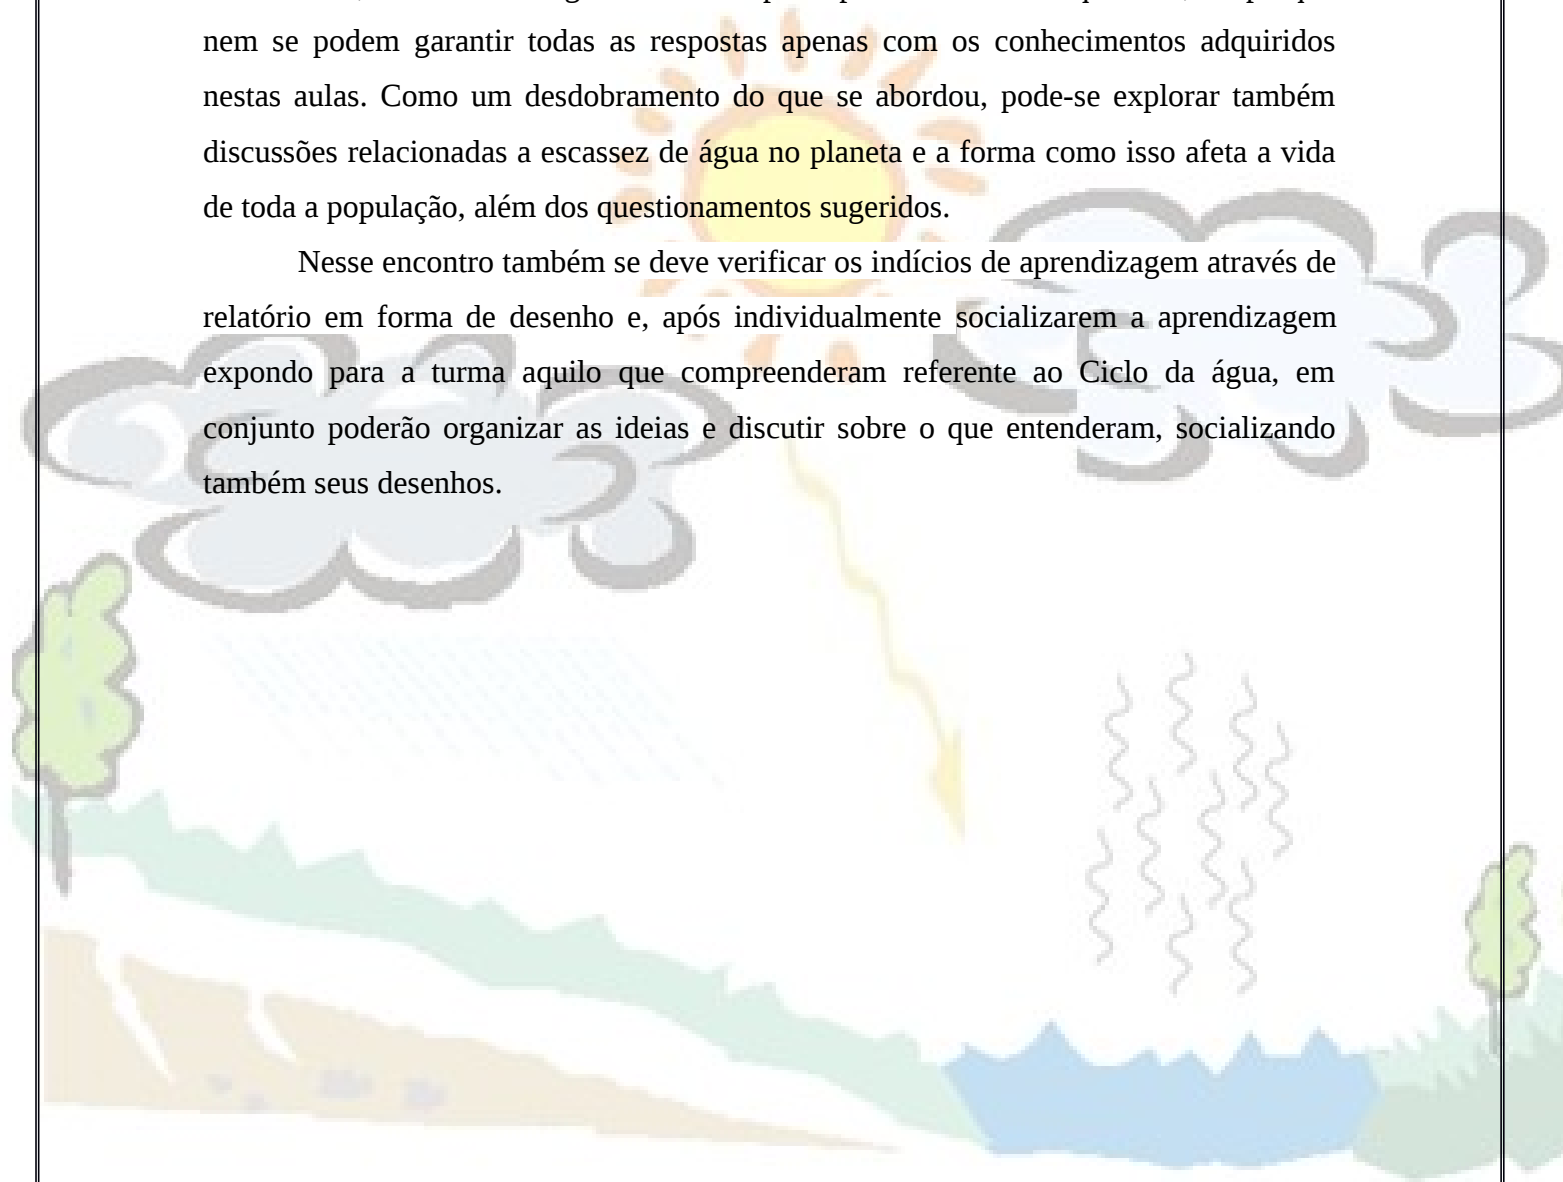 nem se podem garantir todas as respostas apenas com os conhecimentos adquiridos
nestas aulas. Como um desdobramento do que se abordou, pode-se explorar também
discussões relacionadas a escassez de água no planeta e a forma como isso afeta a vida
de toda a população, além dos questionamentos sugeridos.
Nesse encontro também se deve verificar os indícios de aprendizagem através de
relatório em forma de desenho e, após individualmente socializarem a aprendizagem
expondo para a turma aquilo que compreenderam referente ao Ciclo da água, em
conjunto poderão organizar as ideias e discutir sobre o que entenderam, socializando
também seus desenhos.